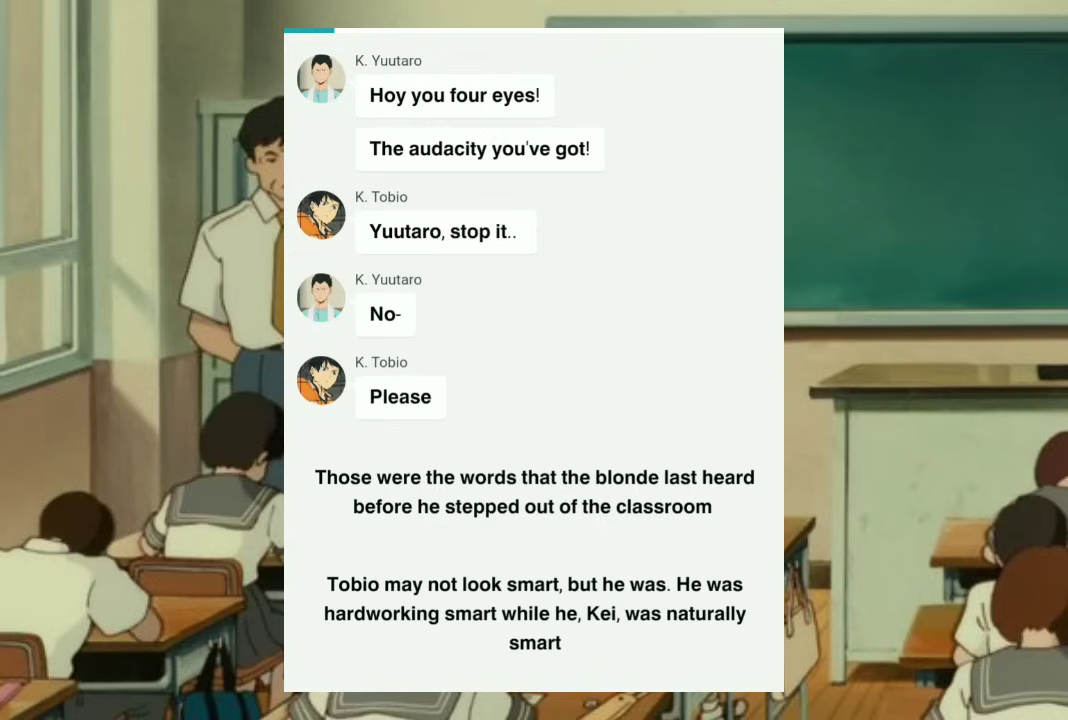 K. Yuutaro
Hoy you four eyes!
The audacity you've got!
K. Tobio
Yuutaro, stop it..
K. Yuutaro
No-
K. Tobio
Please
Those were the words that the blonde last heard
before he stepped out of the classroom
Tobio may not look smart, but he was. He was
hardworking smart while he, Kei, was naturally
smart